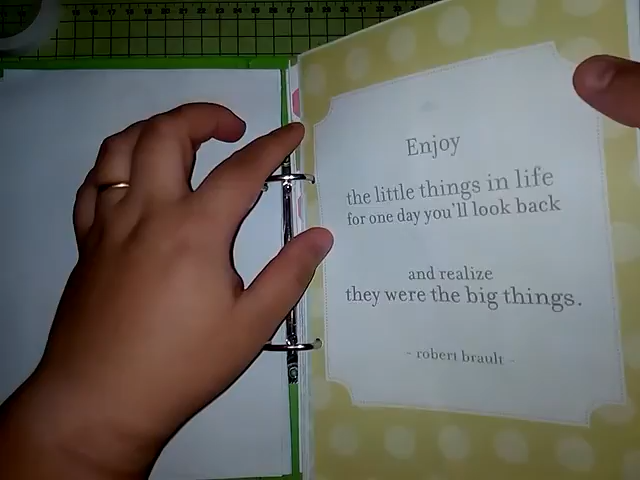 Enjoy
the little things in life
for one day you'll look back
and realize
they were the big things.
- robert brault -